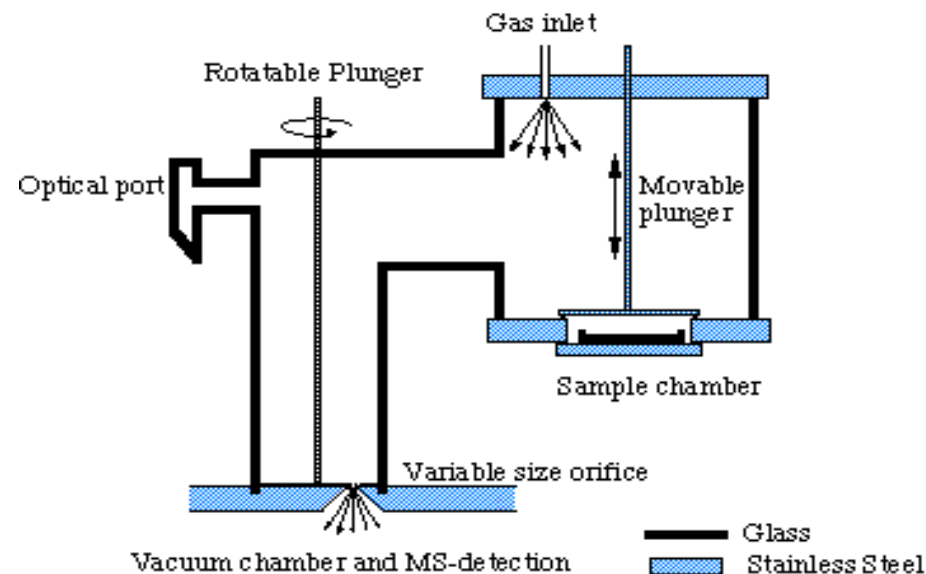 Gas inlet
Rotatable Plunger
Optical port
Movable
plunger
Sample chamber
Variable size orifice
Glass
Vacuum chamber and MS-detection
Stainless Steel